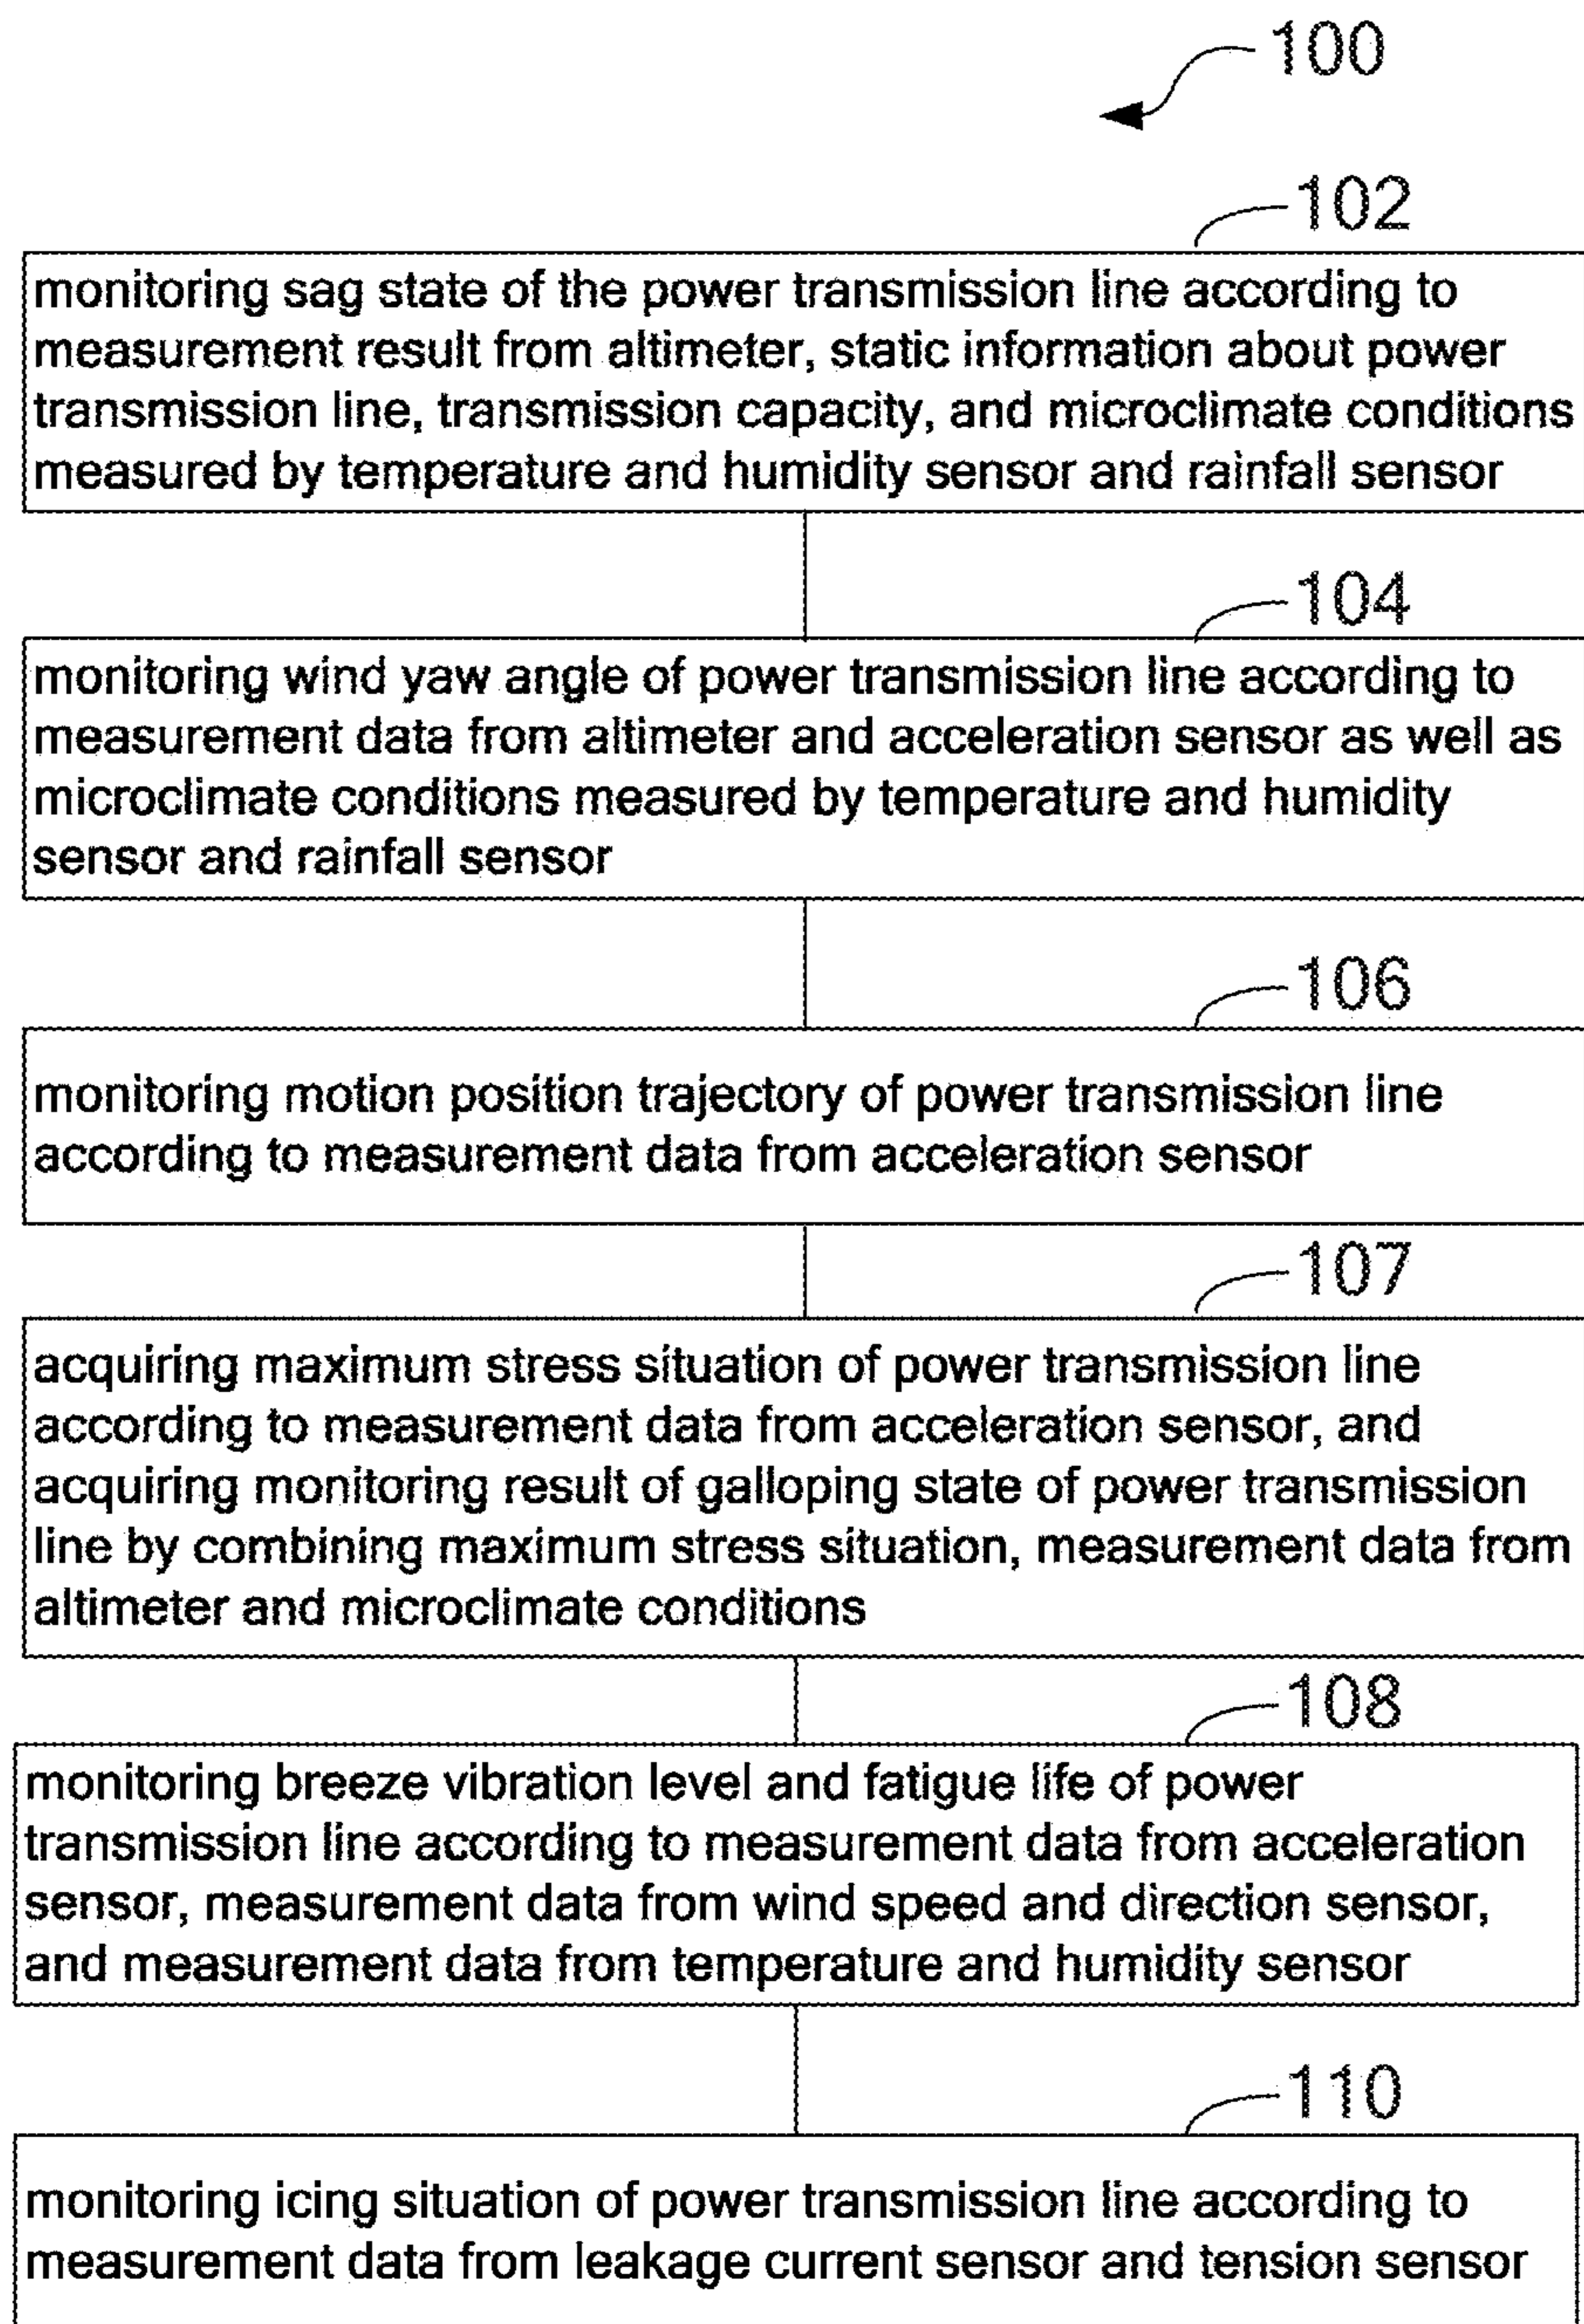 100
102
monitoring sag state of the power transmission line according to
measurement result from altimeter, static information about power
transmission line, transmission capacity, and microclimate conditions
measured by temperature and humidity sensor and rainfall sensor
104
monitoring wind yaw angle of power transmission line according to
measurement data from altimeter and acceleration sensor as well as
microclimate conditions measured by temperature and humidity
sensor and rainfall sensor
106
monitoring motion position trajectory of power transmission line
according to measurement data from acceleration sensor
107
acquiring maximum stress situation of power transmission line
according to measurement data from acceleration sensor, and
acquiring monitoring result of galloping state of power transmission
line by combining maximum stress situation, measurement data from
altimeter and microclimate conditions
108
monitoring breeze vibration level and fatigue life of power
transmission line according to measurement data from acceleration
sensor, measurement data from wind speed and direction sensor,
and measurement data from temperature and humidity sensor
110
monitoring icing situation of power transmission line according to
measurement data from leakage current sensor and tension sensor